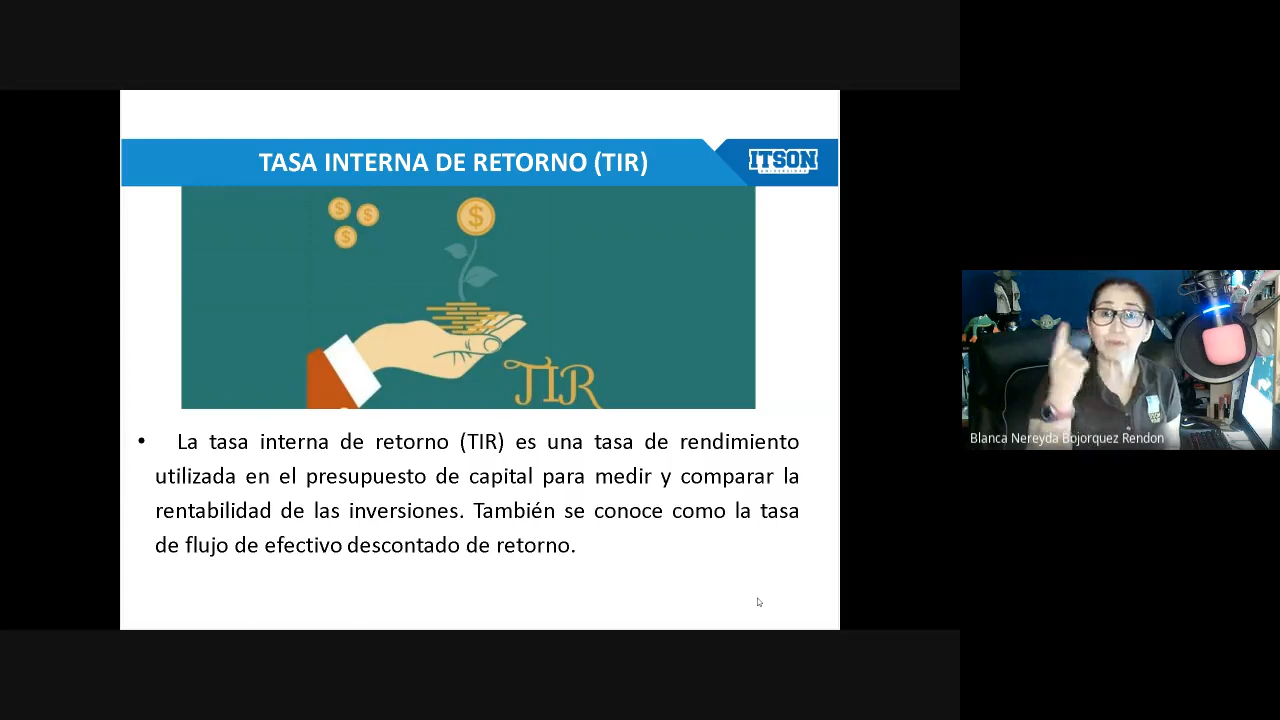 TASA INTERNA DE RETORNO (TIR)
ITSON
UNIVERSIDAD
$
$
$
$
TIR
• La tasa interna de retorno (TIR) es una tasa de rendimiento
utilizada en el presupuesto de capital para medir y comparar la
rentabilidad de las inversiones. También se conoce como la tasa
de flujo de efectivo descontado de retorno.
Blanca Nereyda Bojorquez Rendon